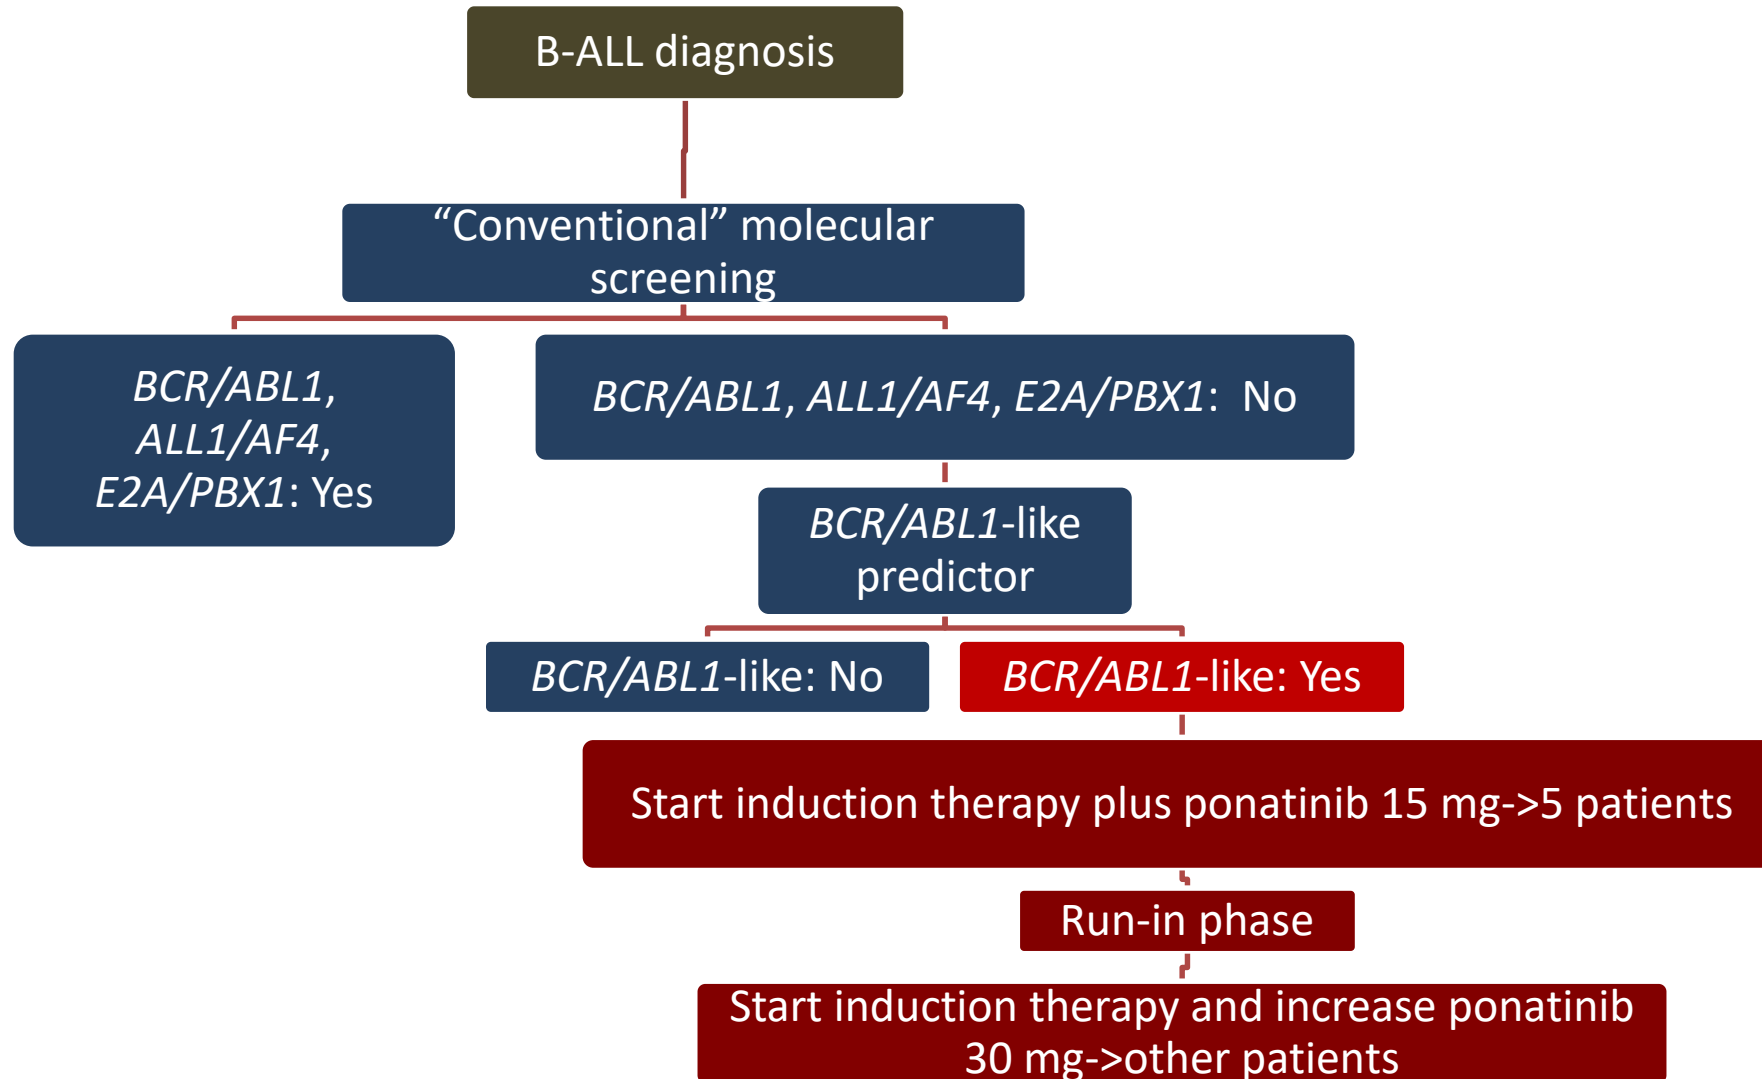 B-ALL diagnosis
“Conventional” molecular
screening
BCR/ABL1,
ALL1/AF4,
E2A/PBX1: Yes
BCR/ABL1, ALL1/AF4, E2A/PBX1:  No
BCR/ABL1-like
predictor
BCR/ABL1-like: No
BCR/ABL1-like: Yes
Start induction therapy plus ponatinib 15 mg->5 patients
Run-in phase
Start induction therapy and increase ponatinib
30 mg->other patients